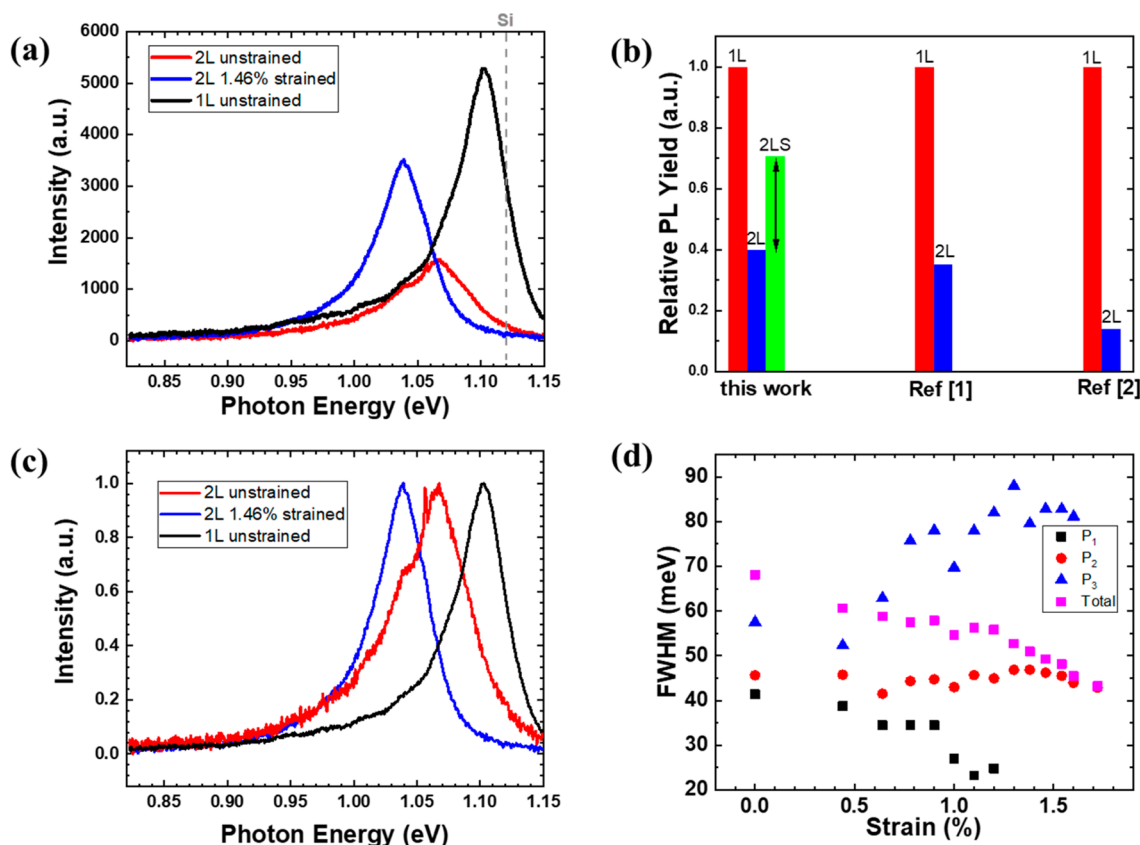 (a)
Si
6000
5000
4000
3000
2000
1000
0
Intensity (a.u.)
2L unstrained
2L 1.46% strained
1L unstrained
0.85 0.90 0.95 1.00 1.05 1.10 1.15
Photon Energy (eV)
(b)
1.0
0.8
0.6
0.4
0.2
0.0
Relative PL Yield (a.u.)
1L
2L
2LS
1L
2L
1L
2L
this work Ref [1] Ref [2]
(c)
1.0
0.8
0.6
0.4
0.2
0.0
Intensity (a.u.)
2L unstrained
2L 1.46% strained
1L unstrained
0.85 0.90 0.95 1.00 1.05 1.10 1.15
Photon Energy (eV)
(d)
90
80
70
60
50
40
30
20
FWHM (meV)
P1
P2
P3
Total
0.0 0.5 1.0 1.5
Strain (%)